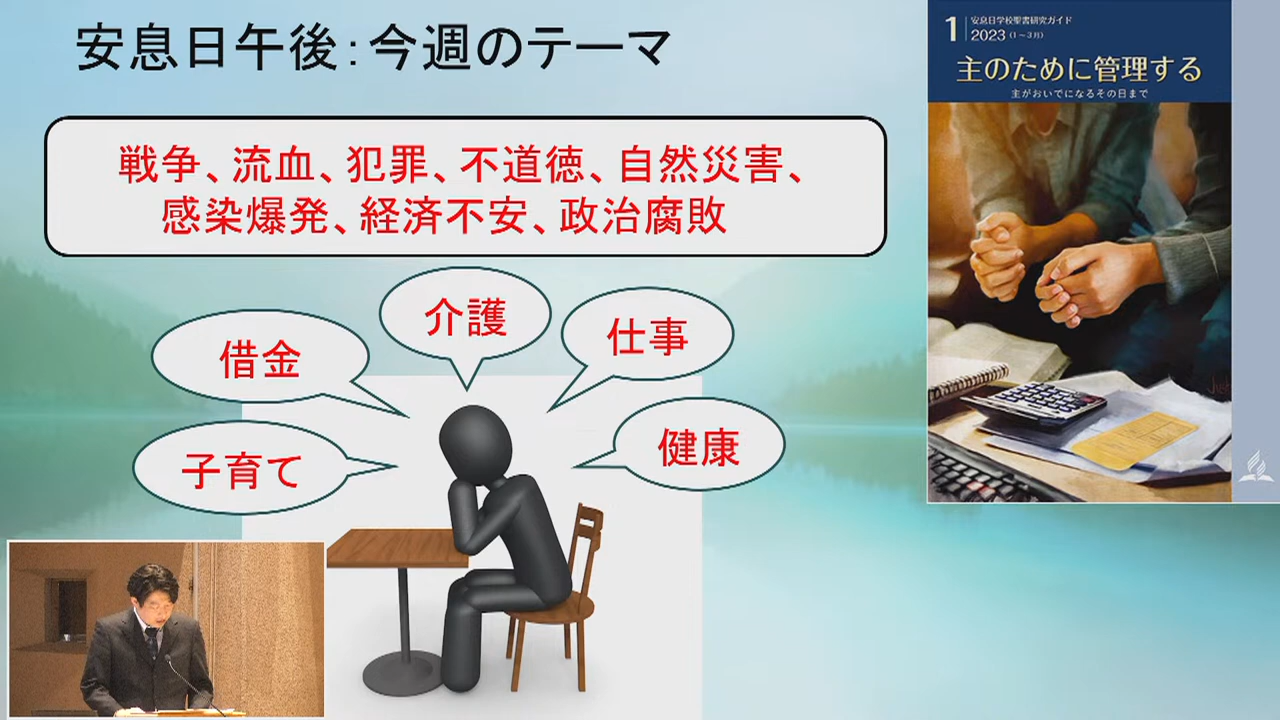 安息日午後：今週のテーマ
戦争、流血、犯罪、不道徳、自然災害、
感染爆発、経済不安、政治腐敗
介護
仕事
借金
健康
子育て
1
安息日学校聖書研究ガイド
2023（1～3月）
主のために管理する
主がおいでになるその日まで